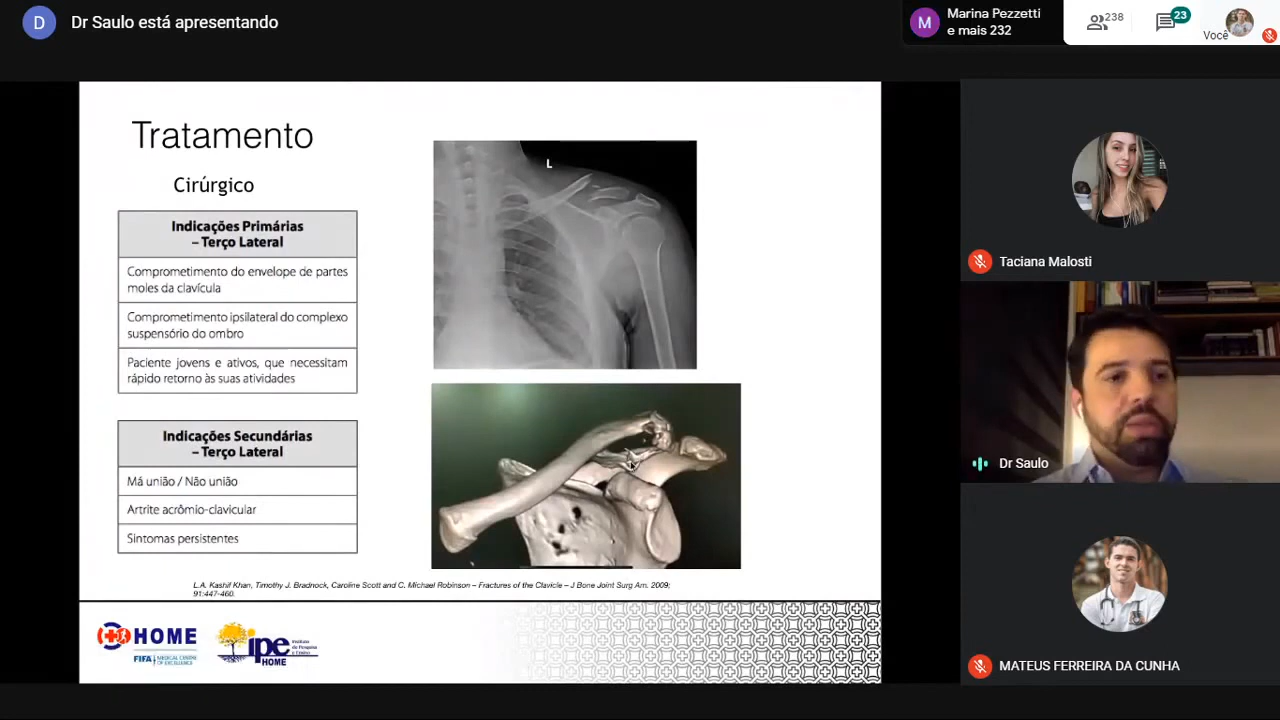 D
Dr Saulo está apresentando
M
Marina Pezzetti
e mais 232
238
23
Você
Tratamento
Cirúrgico
Indicações Primárias
– Terço Lateral
Comprometimento do envelope de partes
moles da clavícula
Comprometimento ipsilateral do complexo
suspensório do ombro
Paciente jovens e ativos, que necessitam
rápido retorno às suas atividades
Indicações Secundárias
– Terço Lateral
Má união / Não união
Artrite acrômio-clavicular
Sintomas persistentes
L
L.A. Kashif Khan, Timothy J. Bradnock, Caroline Scott and C. Michael Robinson – Fractures of the Clavicle – J Bone Joint Surg Am. 2009;
91:447-460.
HOME
FIFA MEDICAL CENTRE
OF EXCELLENCE
ipe
Instituto
de Pesquisa
e Ensino
HOME
Taciana Malosti
Dr Saulo
MATEUS FERREIRA DA CUNHA